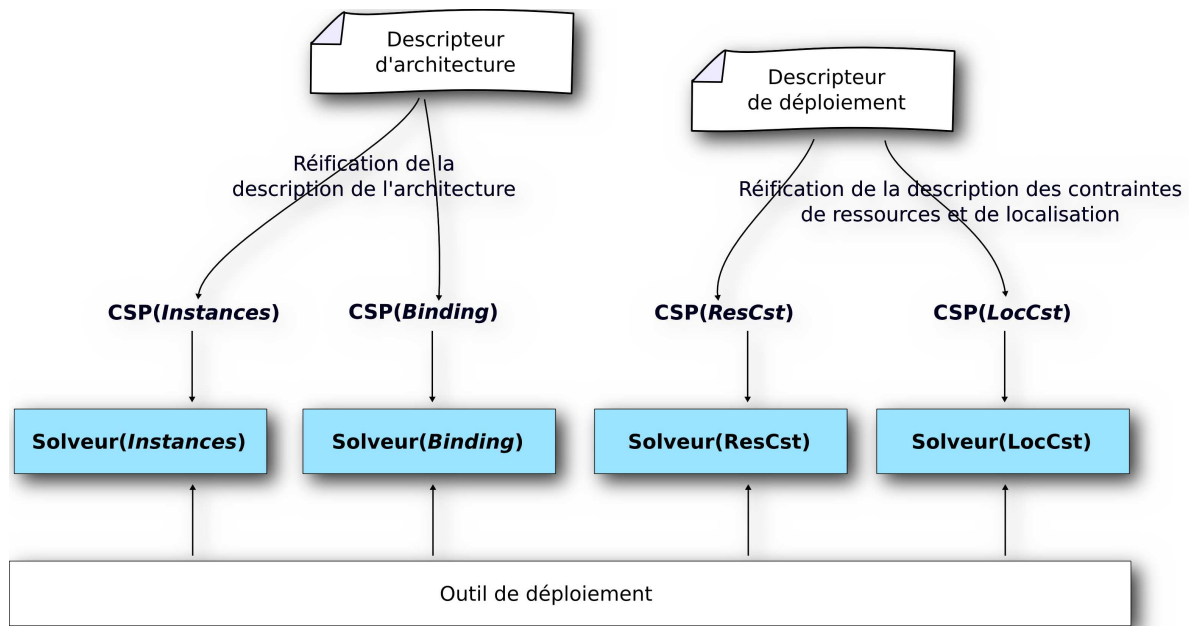 Descripteur
d'architecture
Descripteur
de déploiement
Réification de la
description de l'architecture
Réification de la description des contraintes
de ressources et de localisation
CSP(Instances)
CSP(Binding)
CSP(ResCst)
CSP(LocCst)
Solveur(Instances)
Solveur(Binding)
Solveur(ResCst)
Solveur(LocCst)
Outil de déploiement